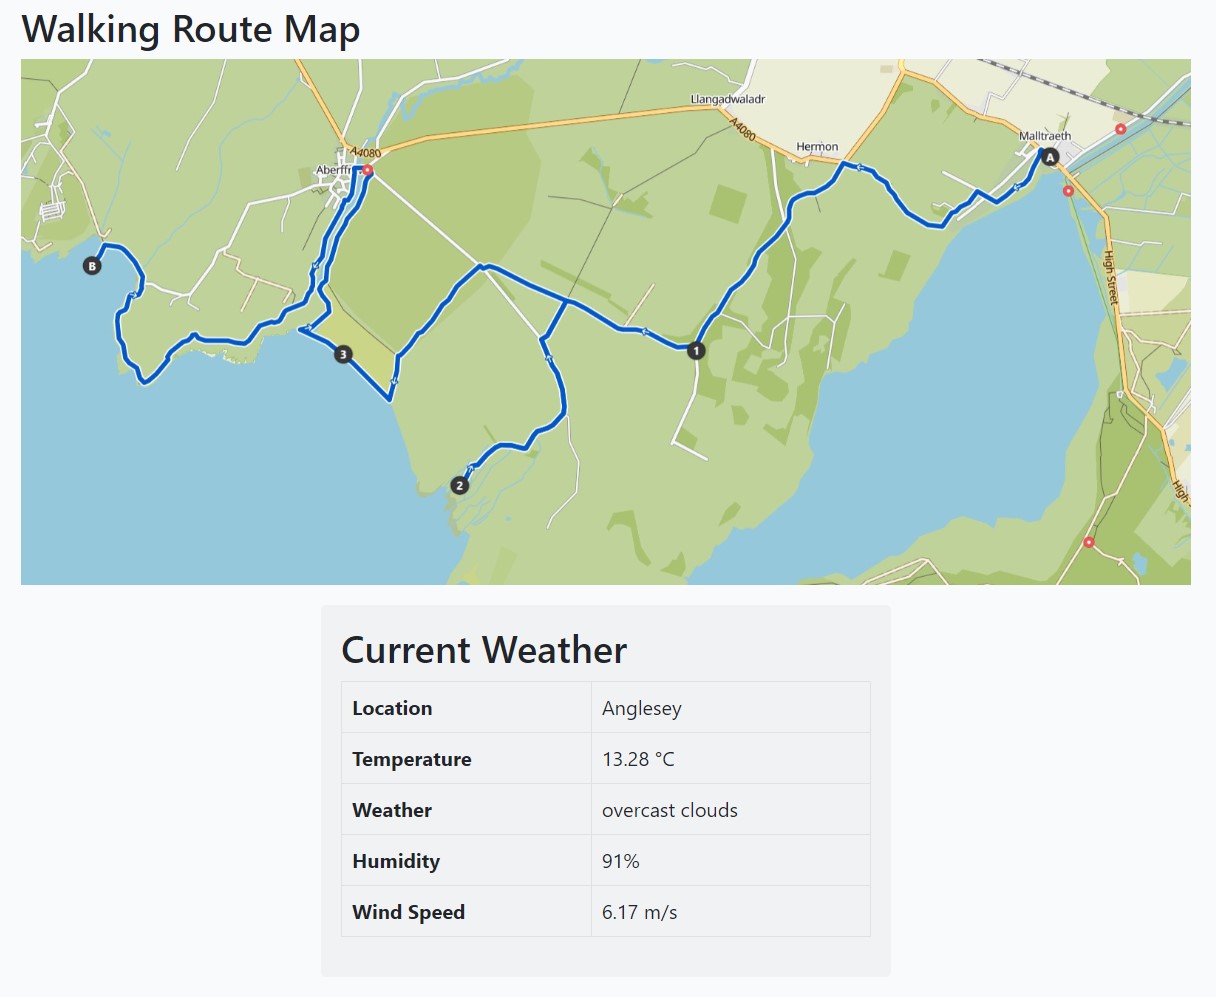 Walking Route Map
Llangadwaladr
A4080
Hermon
Malltraeth
A
A4080
B
High Street
1
3
2
High
Current Weather
Location Anglesey
Temperature 13.28 °C
Weather overcast clouds
Humidity 91%
Wind Speed 6.17 m/s